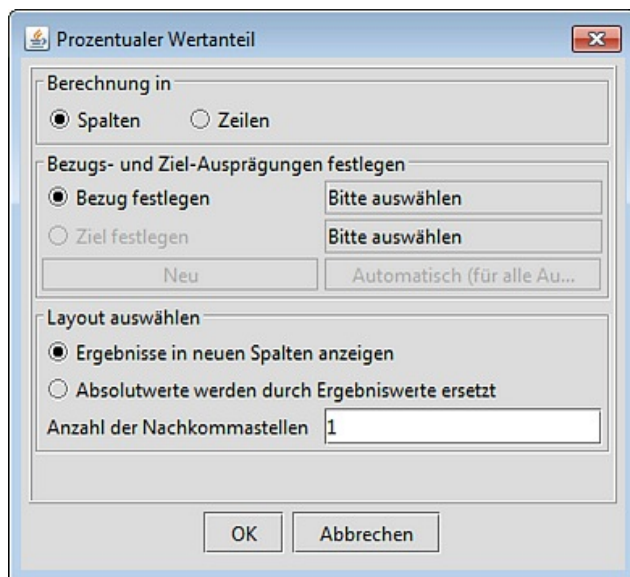 Prozentualer Wertanteil
Berechnung in
Spalten Zeilen
Bezugs- und Ziel-Ausprägungen festlegen
Bezug festlegen Bitte auswählen
Ziel festlegen Bitte auswählen
Neu Automatisch (für alle Au...
Layout auswählen
Ergebnisse in neuen Spalten anzeigen
Absolutwerte werden durch Ergebniswerte ersetzt
Anzahl der Nachkommastellen 1
OK Abbrechen